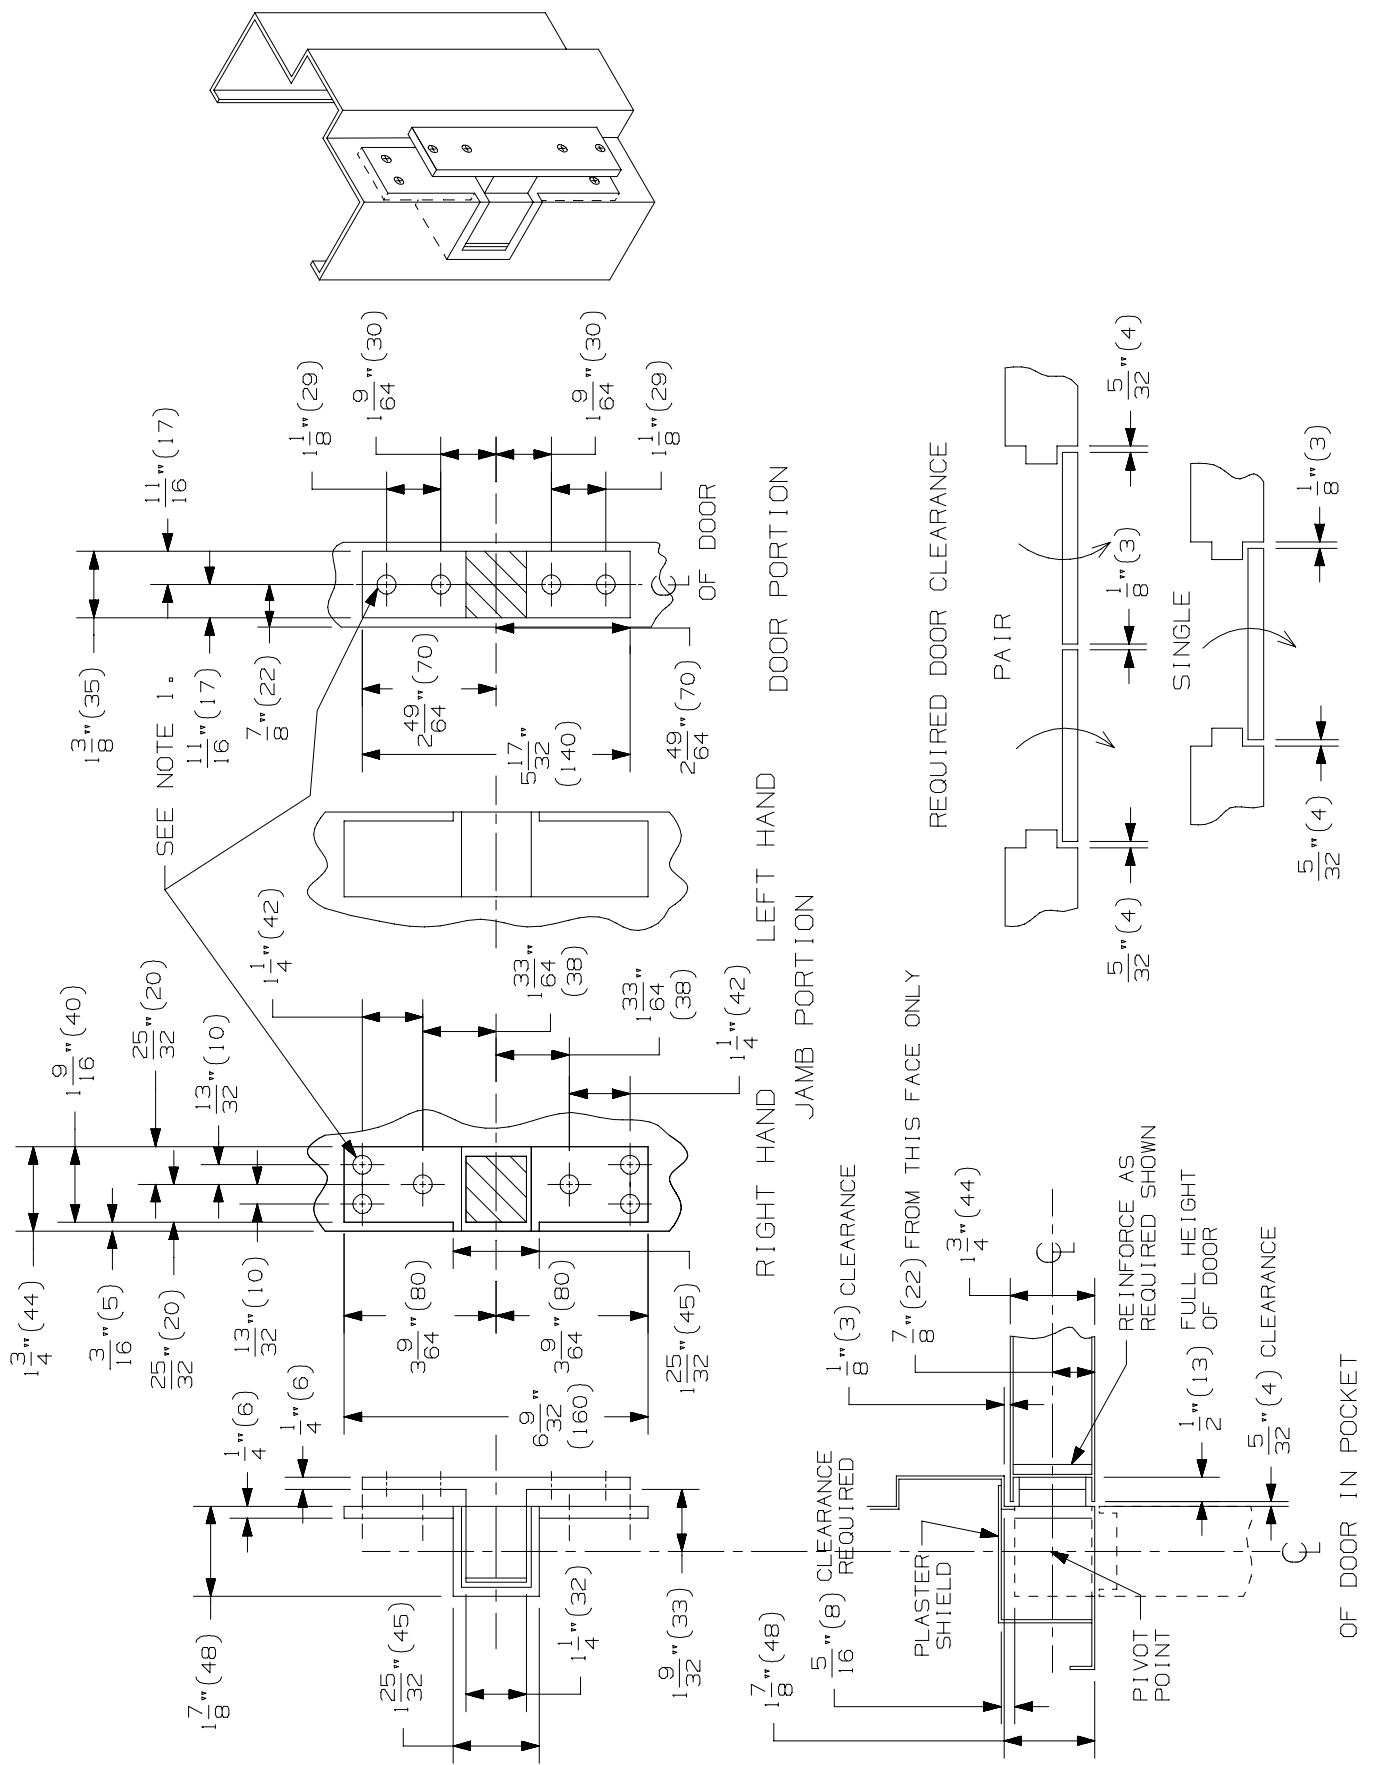 1 7/8" (48)
1/4" (6)
1/4" (6)
1 25/32" (45)
1 1/4" (32)
1 9/32" (33)
1 3/4" (44)
3/16" (5)
25/32" (20)
13/32" (10)
1 9/16" (40)
25/32" (20)
13/32" (10)
3 9/64" (80)
3 9/64" (80)
6 9/32"
(160)
1 25/32" (45)
1 1/4" (42)
1 33/64"
(38)
1 33/64"
(38)
1 1/4" (42)
RIGHT HAND
LEFT HAND
JAMB PORTION
SEE NOTE 1.
1 3/8" (35)
11/16" (17)
11/16" (17)
7/8" (22)
1 1/8" (29)
1 9/64" (30)
1 9/64" (30)
1 1/8" (29)
2 49/64" (70)
5 17/32"
(140)
2 49/64" (70)
CL
OF DOOR
DOOR PORTION
1 7/8" (48)
5/16" (8) CLEARANCE
REQUIRED
1/8" (3) CLEARANCE
7/8" (22) FROM THIS FACE ONLY
1 3/4" (44)
CL
PLASTER
SHIELD
PIVOT
POINT
REINFORCE AS
REQUIRED SHOWN
1/2" (13) FULL HEIGHT
OF DOOR
5/32" (4) CLEARANCE
CL
OF DOOR IN POCKET
REQUIRED DOOR CLEARANCE
PAIR
5/32" (4)
1/8" (3)
5/32" (4)
SINGLE
5/32" (4)
1/8" (3)